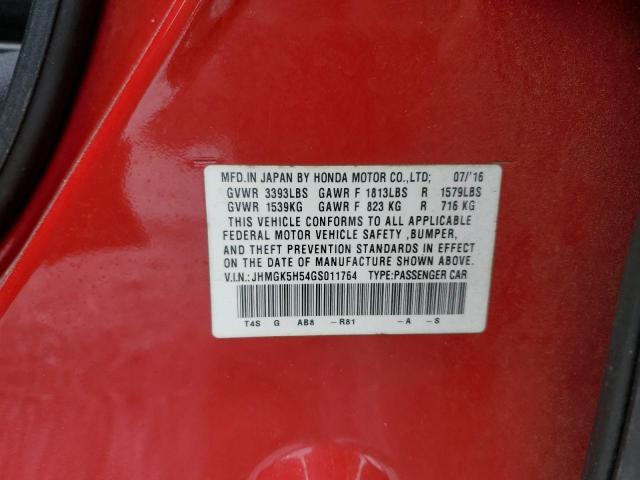 MFD.IN JAPAN BY HONDA MOTOR CO.,LTD; 07/'16
GVWR 3393LBS GAWR F 1813LBS R 1579LBS
GVWR 1539KG GAWR F 823 KG R 716 KG
THIS VEHICLE CONFORMS TO ALL APPLICABLE
FEDERAL MOTOR VEHICLE SAFETY ,BUMPER,
AND THEFT PREVENTION STANDARDS IN EFFECT
ON THE DATE OF MANUFACTURE SHOWN ABOVE.
V.I.N.: JHMGK5H54GS011764 TYPE:PASSENGER CAR
T4S G AB8 -R81 -A -S